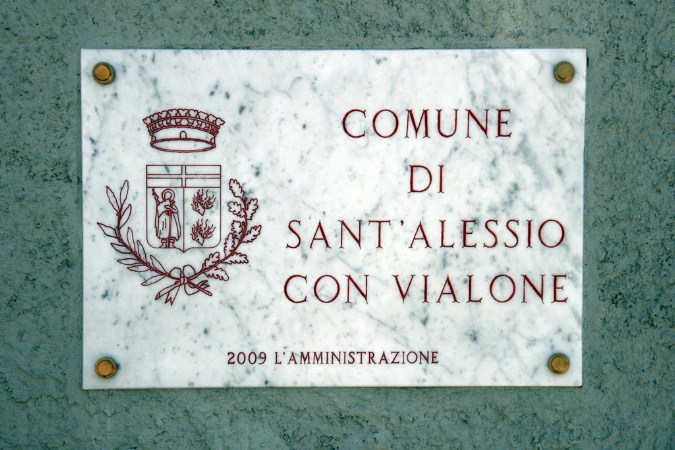 COMUNE
DI
SANT'ALESSIO
CON VIALONE
2009 L'AMMINISTRAZIONE